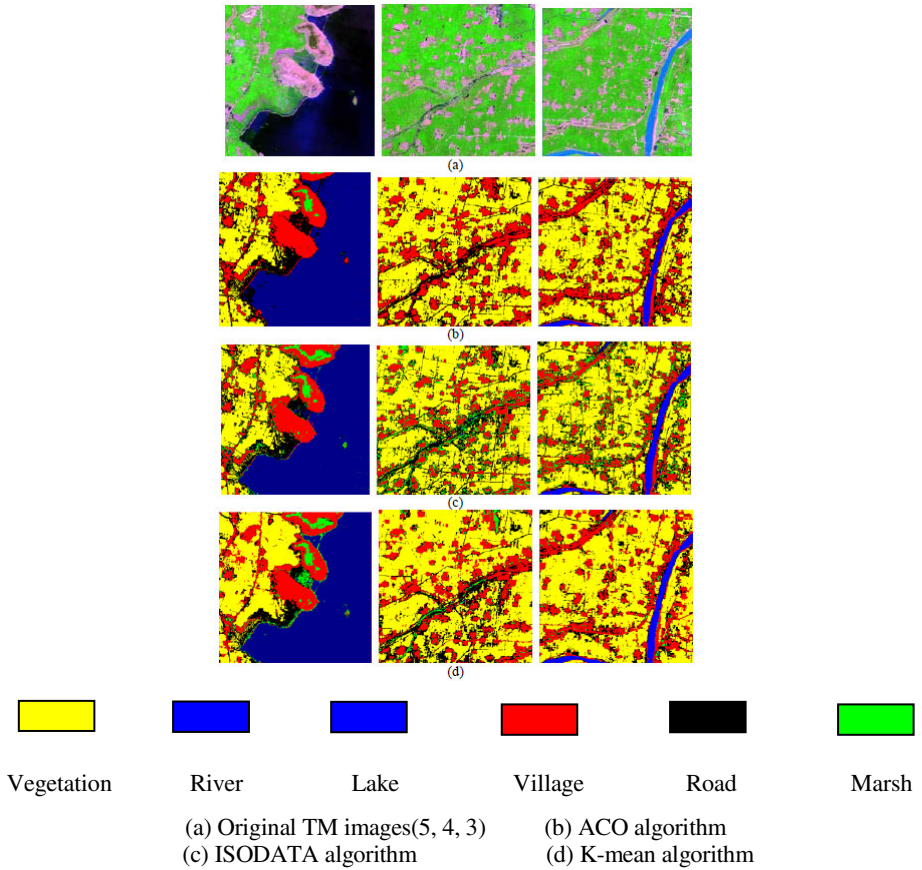 (a)
(b)
(c)
(d)
Vegetation River Lake Village Road Marsh
(a) Original TM images(5, 4, 3) (b) ACO algorithm
(c) ISODATA algorithm (d) K-mean algorithm